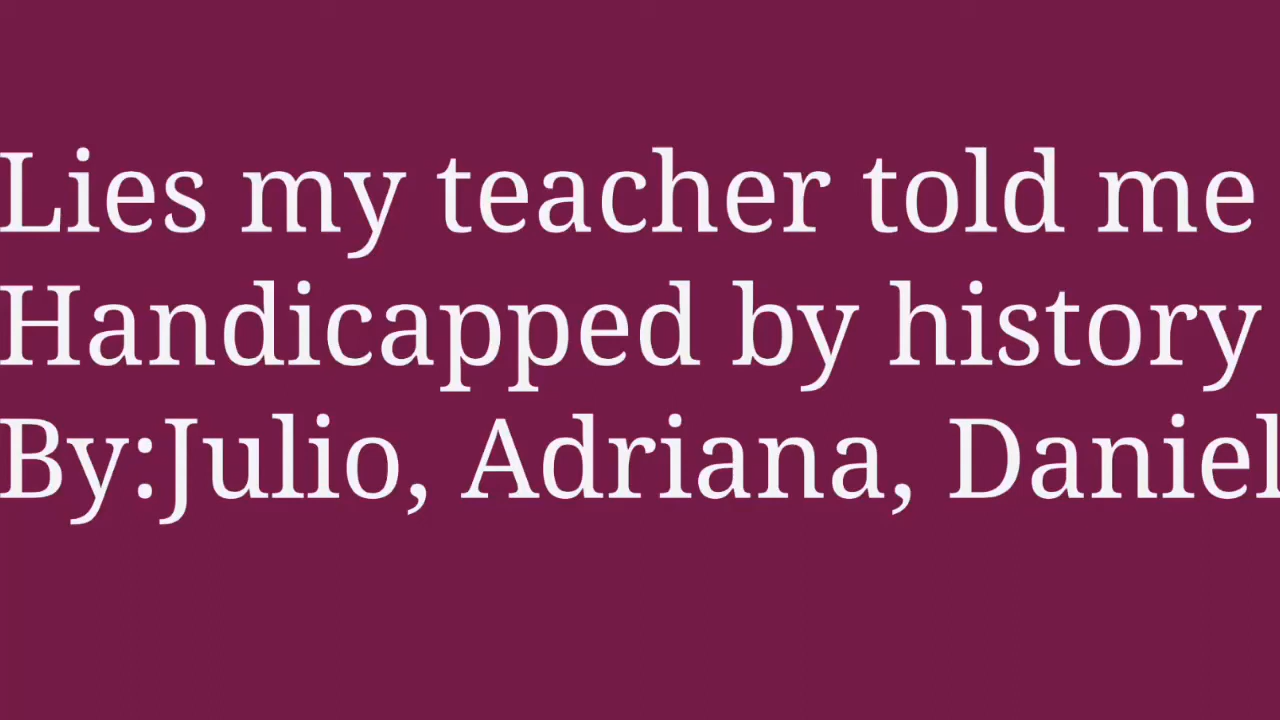 Lies my teacher told me
Handicapped by history
By:Julio, Adriana, Daniel